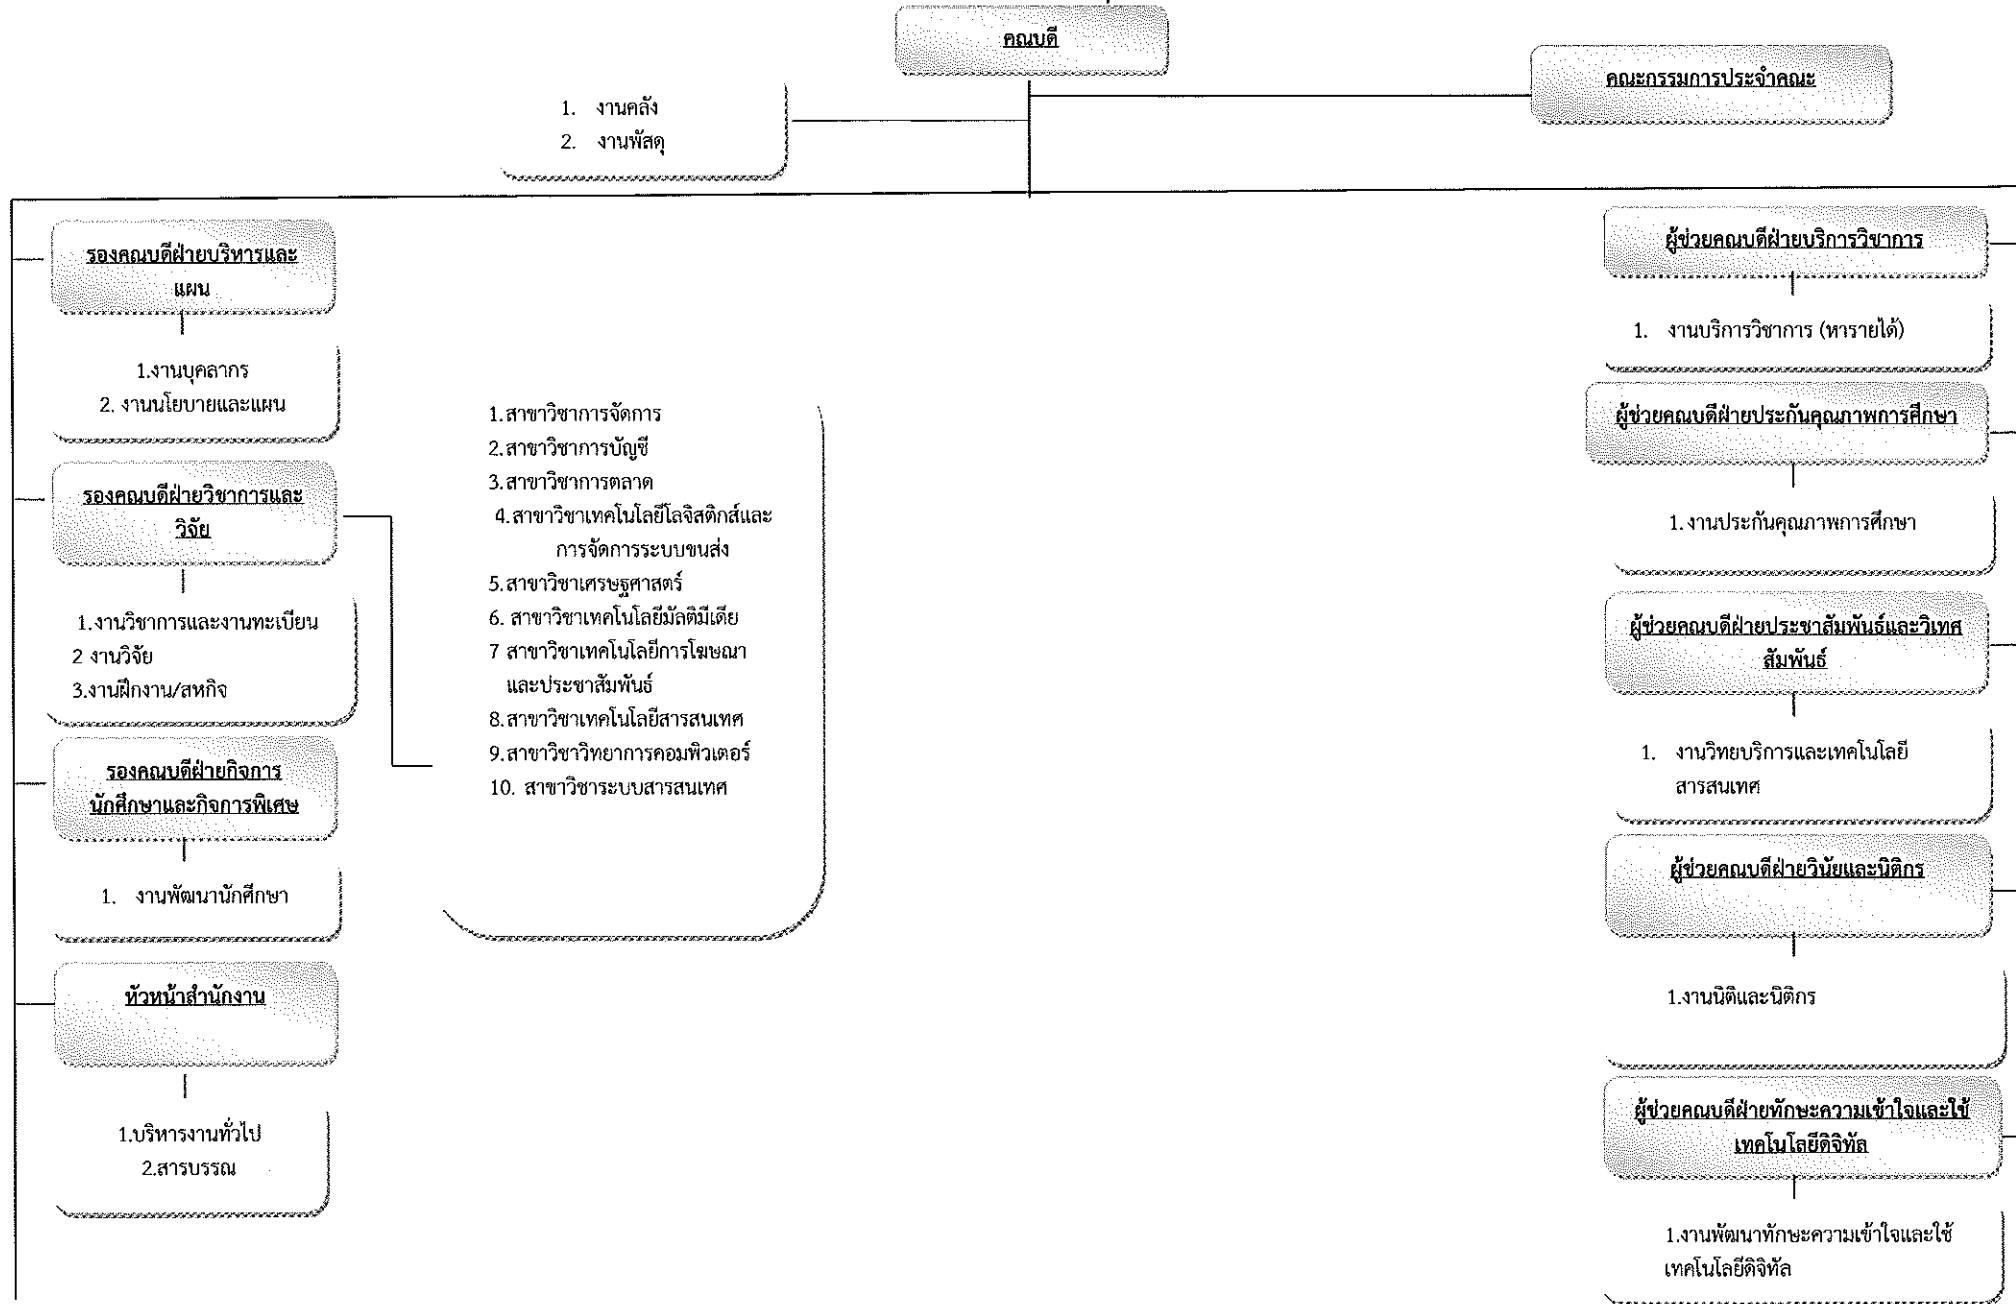 คณบดี
คณะกรรมการประจำคณะ
1. งานคลัง
2. งานพัสดุ
รองคณบดีฝ่ายบริหารและ
แผน
1.งานบุคลากร
2. งานนโยบายและแผน
รองคณบดีฝ่ายวิชาการและ
วิจัย
1.งานวิชาการและงานทะเบียน
2 งานวิจัย
3.งานฝึกงาน/สหกิจ
รองคณบดีฝ่ายกิจการ
นักศึกษาและกิจการพิเศษ
1. งานพัฒนานักศึกษา
หัวหน้าสำนักงาน
1.บริหารงานทั่วไป
2.สารบรรณ
1.สาขาวิชาการจัดการ
2.สาขาวิชาการบัญชี
3.สาขาวิชาการตลาด
4.สาขาวิชาเทคโนโลยีโลจิสติกส์และ
การจัดการระบบขนส่ง
5.สาขาวิชาเศรษฐศาสตร์
6. สาขาวิชาเทคโนโลยีมัลติมีเดีย
7 สาขาวิชาเทคโนโลยีการโฆษณา
และประชาสัมพันธ์
8.สาขาวิชาเทคโนโลยีสารสนเทศ
9.สาขาวิชาวิทยาการคอมพิวเตอร์
10. สาขาวิชาระบบสารสนเทศ
ผู้ช่วยคณบดีฝ่ายบริการวิชาการ
1. งานบริการวิชาการ (หารายได้)
ผู้ช่วยคณบดีฝ่ายประกันคุณภาพการศึกษา
1. งานประกันคุณภาพการศึกษา
ผู้ช่วยคณบดีฝ่ายประชาสัมพันธ์และวิเทศ
สัมพันธ์
1. งานวิทยบริการและเทคโนโลยี
สารสนเทศ
ผู้ช่วยคณบดีฝ่ายวินัยและนิติกร
1.งานนิติและนิติกร
ผู้ช่วยคณบดีฝ่ายทักษะความเข้าใจและใช้
เทคโนโลยีดิจิทัล
1.งานพัฒนาทักษะความเข้าใจและใช้
เทคโนโลยีดิจิทัล